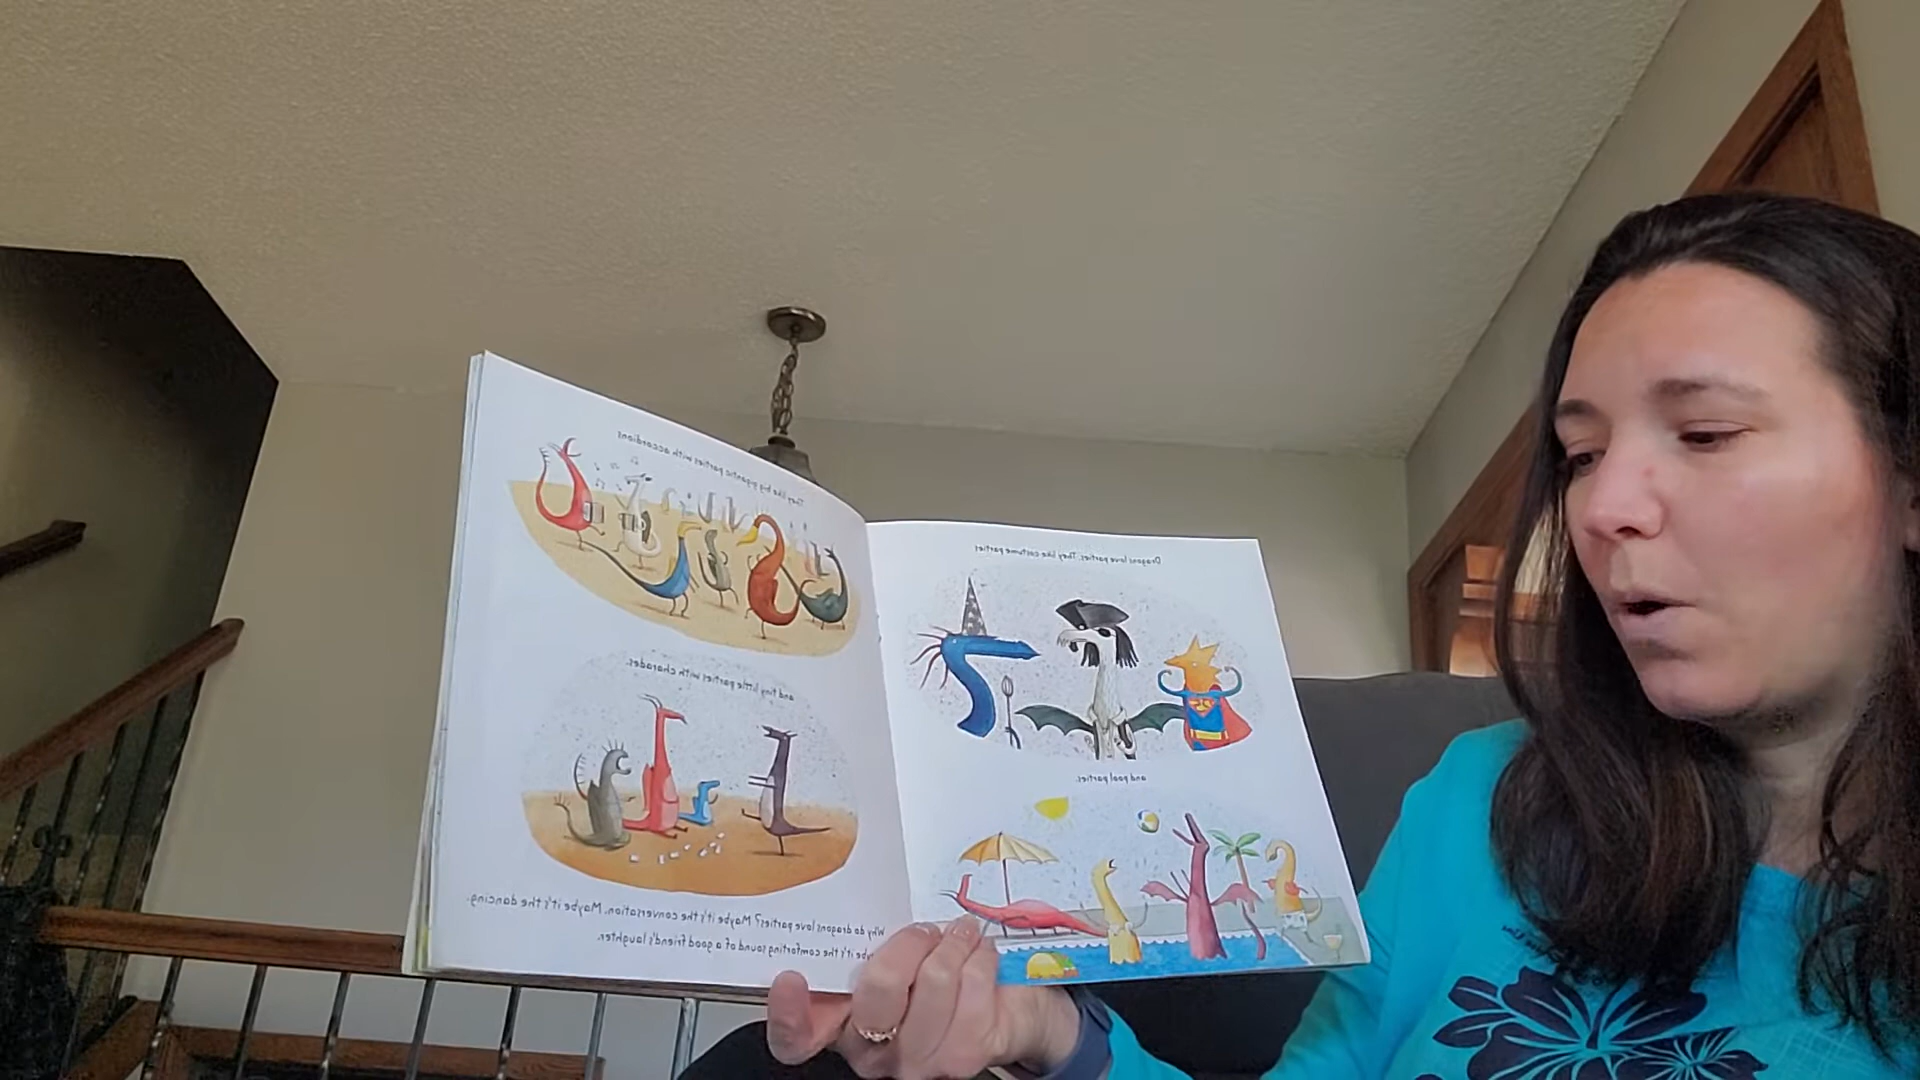 Dragons love parties. They like costume parties
and pool parties.
They like big gigantic parties with accordions
and tiny little parties with charades.
Why do dragons love parties? Maybe it's the conversation. Maybe it's the dancing.
Maybe it's the comforting sound of a good friend's laughter.